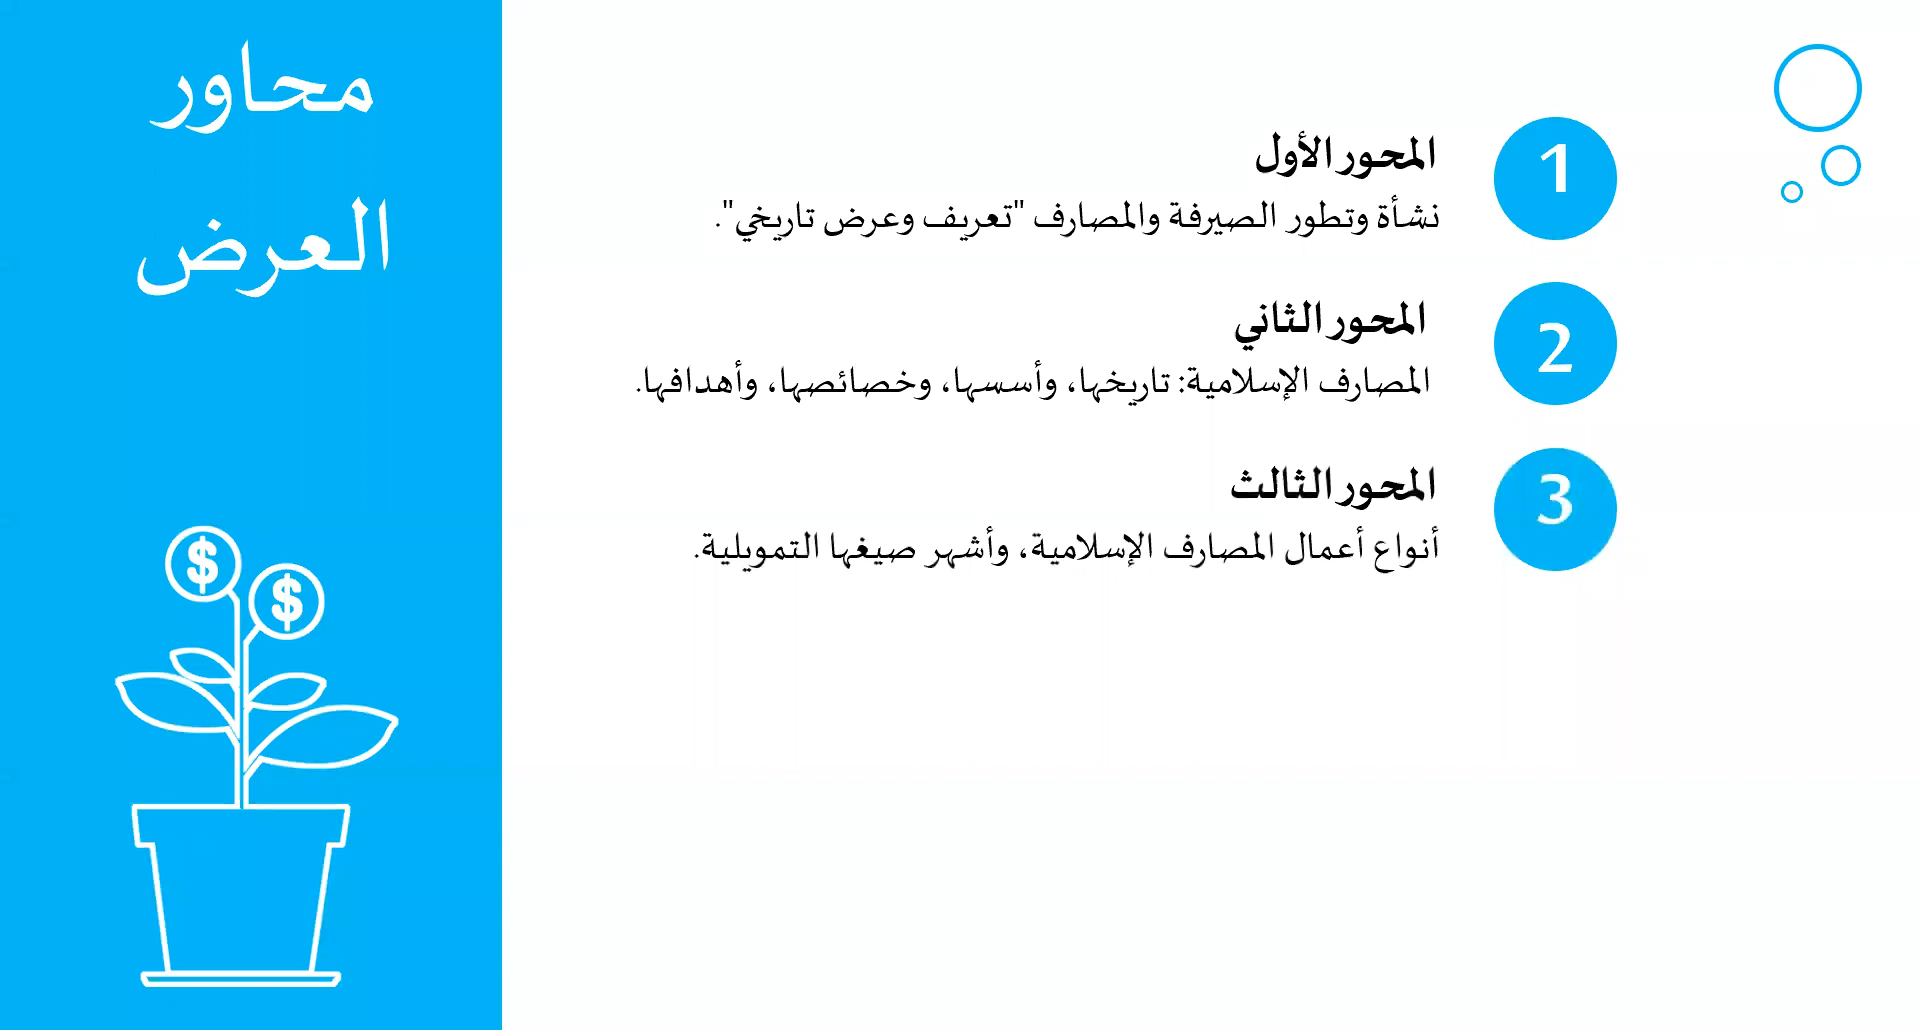 محاور
العرض
1
المحور الأول
نشأة وتطور الصيرفة والمصارف "تعريف وعرض تاريخي".
2
المحور الثاني
المصارف الإسلامية: تاريخها، وأسسها، وخصائصها، وأهدافها.
3
المحور الثالث
أنواع أعمال المصارف الإسلامية، وأشهر صيغها التمويلية.
$
$